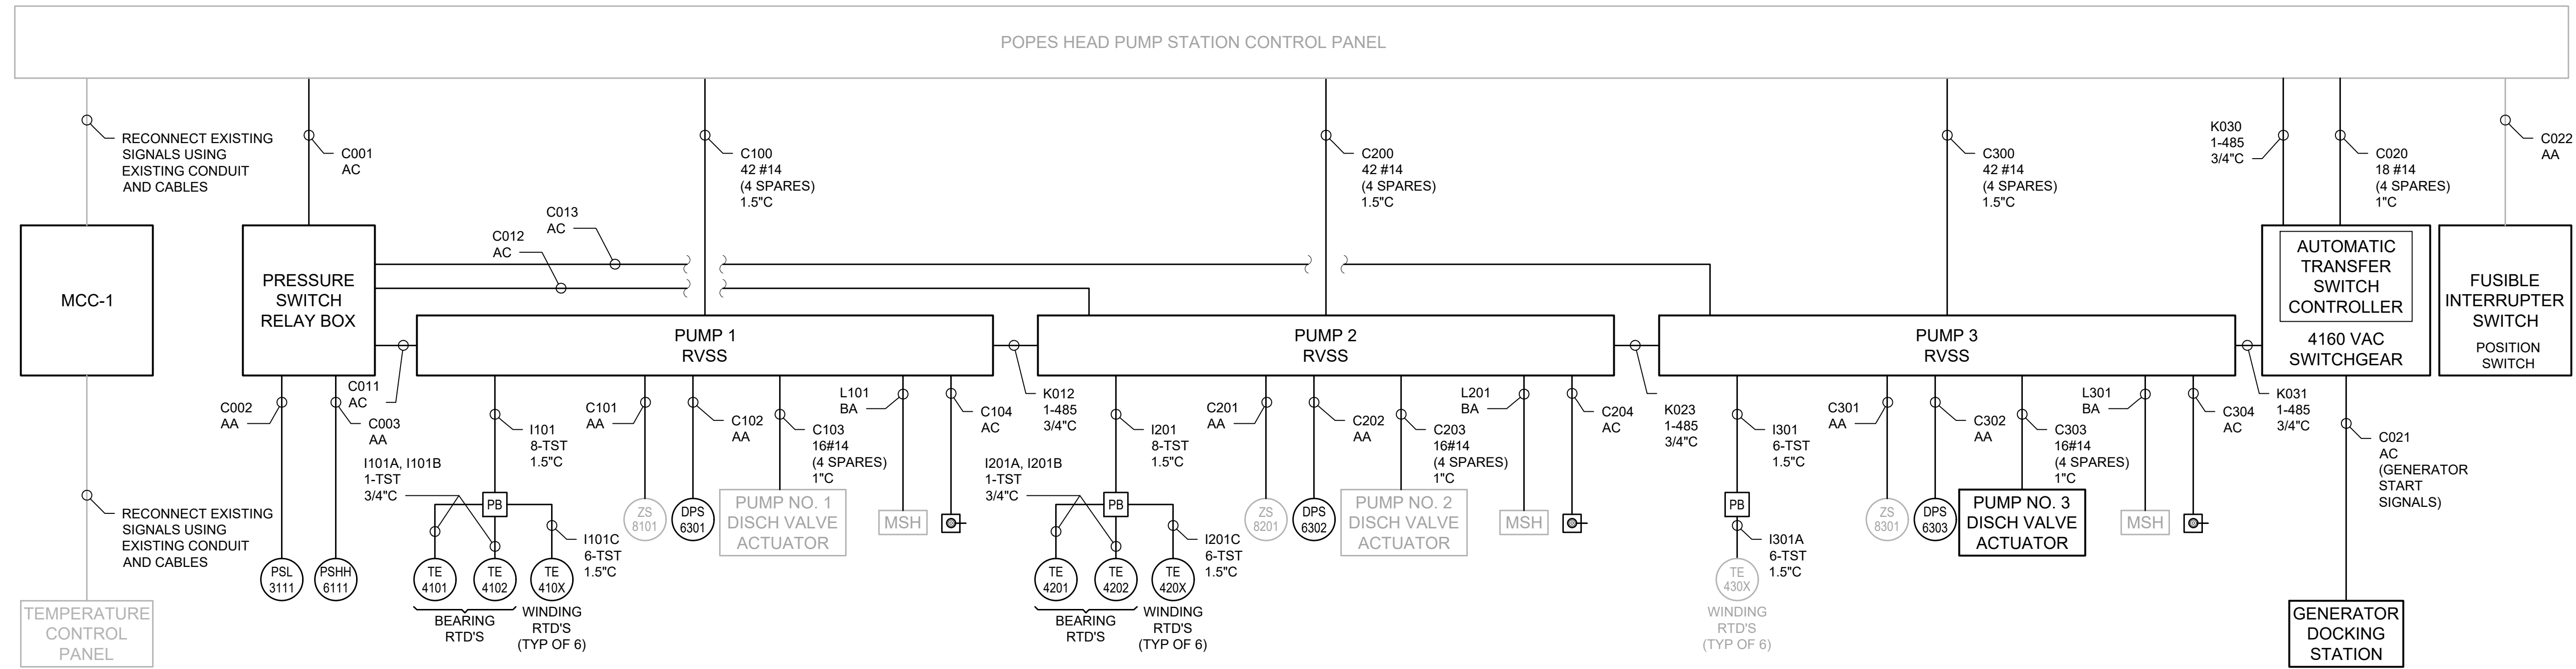 POPES HEAD PUMP STATION CONTROL PANEL
RECONNECT EXISTING
SIGNALS USING
EXISTING CONDUIT
AND CABLES
C001
AC
C100
42 #14
(4 SPARES)
1.5"C
C200
42 #14
(4 SPARES)
1.5"C
C300
42 #14
(4 SPARES)
1.5"C
K030
1-485
3/4"C
C020
18 #14
(4 SPARES)
1"C
C022
AA
C013
AC
C012
AC
MCC-1
PRESSURE
SWITCH
RELAY BOX
PUMP 1
RVSS
PUMP 2
RVSS
PUMP 3
RVSS
AUTOMATIC
TRANSFER
SWITCH
CONTROLLER
4160 VAC
SWITCHGEAR
FUSIBLE
INTERRUPTER
SWITCH
POSITION
SWITCH
C002
AA
C011
AC
C003
AA
I101
8-TST
1.5"C
I101A, I101B
1-TST
3/4"C
C101
AA
C102
AA
C103
16#14
(4 SPARES)
1"C
L101
BA
C104
AC
K012
1-485
3/4"C
I201
8-TST
1.5"C
I201A, I201B
1-TST
3/4"C
C201
AA
C202
AA
C203
16#14
(4 SPARES)
1"C
L201
BA
C204
AC
K023
1-485
3/4"C
I301
6-TST
1.5"C
C301
AA
C302
AA
C303
16#14
(4 SPARES)
1"C
L301
BA
C304
AC
K031
1-485
3/4"C
C021
AC
(GENERATOR
START
SIGNALS)
RECONNECT EXISTING
SIGNALS USING
EXISTING CONDUIT
AND CABLES
PB
ZS
8101
DPS
6301
PUMP NO. 1
DISCH VALVE
ACTUATOR
MSH
PB
ZS
8201
DPS
6302
PUMP NO. 2
DISCH VALVE
ACTUATOR
MSH
PB
ZS
8301
DPS
6303
PUMP NO. 3
DISCH VALVE
ACTUATOR
MSH
I101C
6-TST
1.5"C
I201C
6-TST
1.5"C
I301A
6-TST
1.5"C
PSL
3111
PSHH
6111
TE
4101
TE
4102
TE
410X
TE
4201
TE
4202
TE
420X
TE
430X
BEARING
RTD'S
WINDING
RTD'S
(TYP OF 6)
BEARING
RTD'S
WINDING
RTD'S
(TYP OF 6)
WINDING
RTD'S
(TYP OF 6)
TEMPERATURE
CONTROL
PANEL
GENERATOR
DOCKING
STATION